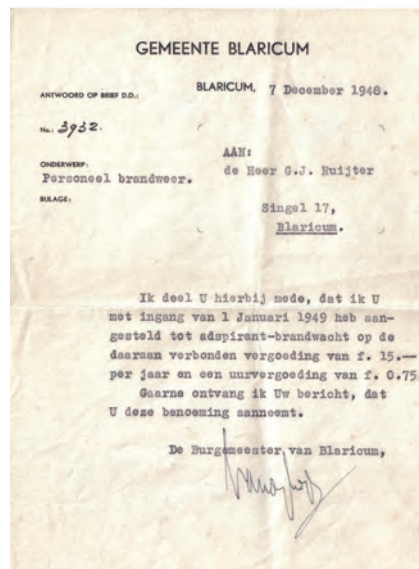 GEMEENTE BLARICUM
ANTWOORD OP BRIEF D.D.:
BLARICUM, 7 December 1948.
No.: 3952.
ONDERWERP:
Personeel brandweer.
BIJLAGE:
AAN:
de Heer G.J. Ruijter
Singel 17,
Blaricum.
Ik deel U hierbij mede, dat ik U
met ingang van 1 Januari 1949 heb aan-
gesteld tot adspirant-brandwacht op de
daaraan verbonden vergoeding van f. 15.—
per jaar en een uurvergoeding van f. 0.75
Gaarne ontvang ik Uw bericht, dat
U deze benoeming aanneemt.
De Burgemeester van Blaricum,